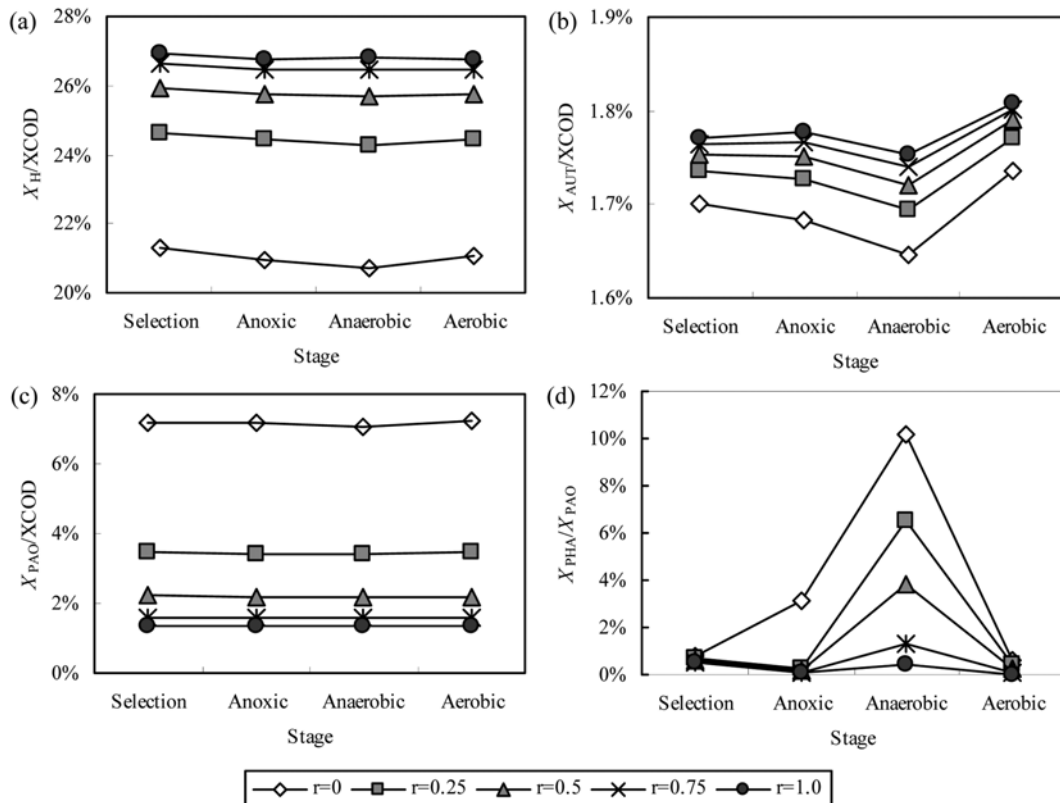 (a)
28%
26%
24%
22%
20%
X_H/XCOD
Selection Anoxic Anaerobic Aerobic
Stage
(b)
1.9%
1.8%
1.7%
1.6%
X_AUT/XCOD
Selection Anoxic Anaerobic Aerobic
Stage
(c)
8%
6%
4%
2%
0%
X_PAO/XCOD
Selection Anoxic Anaerobic Aerobic
Stage
(d)
12%
10%
8%
6%
4%
2%
0%
X_PHA/X_PAO
Selection Anoxic Anaerobic Aerobic
Stage
r=0 r=0.25 r=0.5 r=0.75 r=1.0